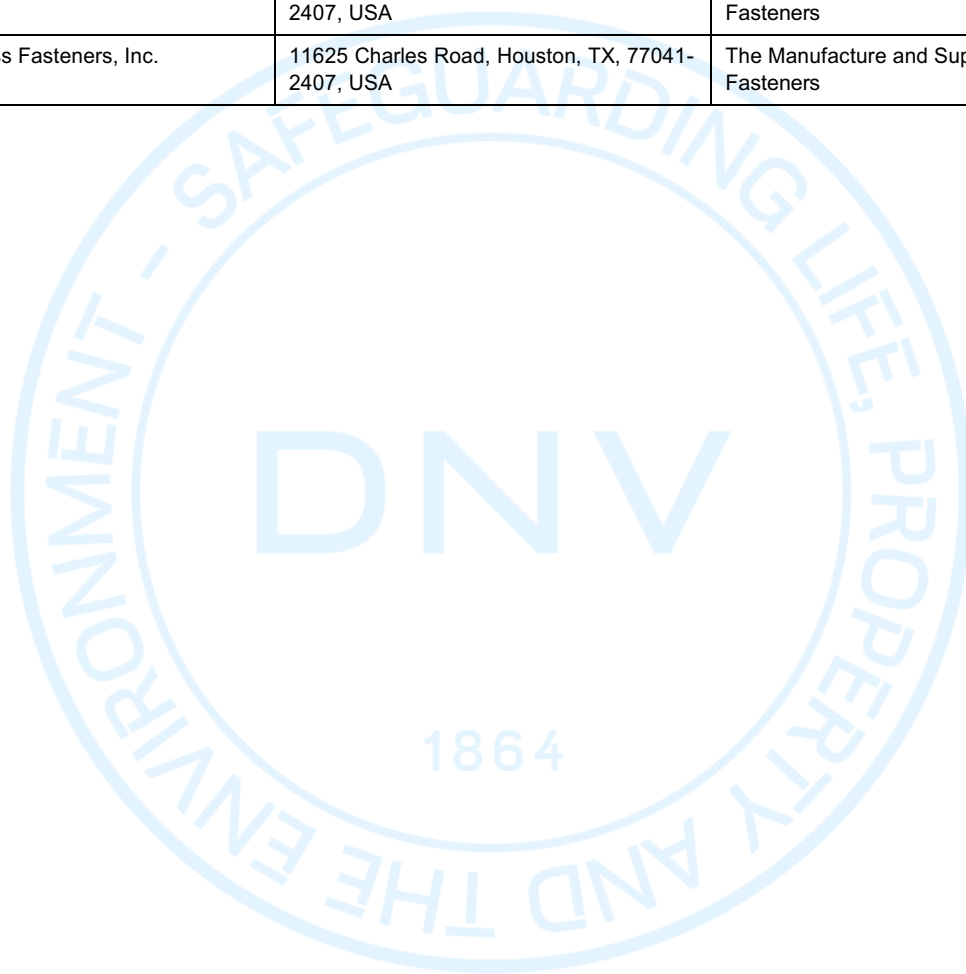 2407, USA Fasteners
s Fasteners, Inc. 11625 Charles Road, Houston, TX, 77041- The Manufacture and Sup
2407, USA Fasteners
SAFEGUARDING LIFE, PROPERTY AND THE ENVIRONMENT -
DNV
1864